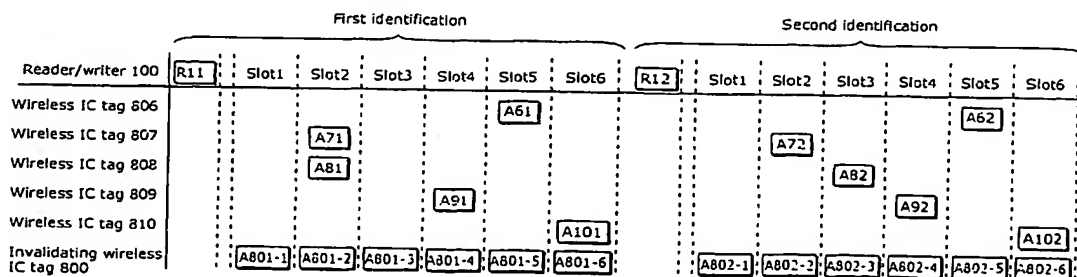 First identification Second identification
Reader/writer 100 R11 Slot1 Slot2 Slot3 Slot4 Slot5 Slot6 R12 Slot1 Slot2 Slot3 Slot4 Slot5 Slot6
Wireless IC tag 806 A61 A62
Wireless IC tag 807 A71 A72
Wireless IC tag 808 A81 A82
Wireless IC tag 809 A91 A92
Wireless IC tag 810 A101 A102
Invalidating wireless
IC tag 800 A801-1 A801-2 A801-3 A801-4 A801-5 A801-6 A802-1 A802-2 A802-3 A802-4 A802-5 A802-6